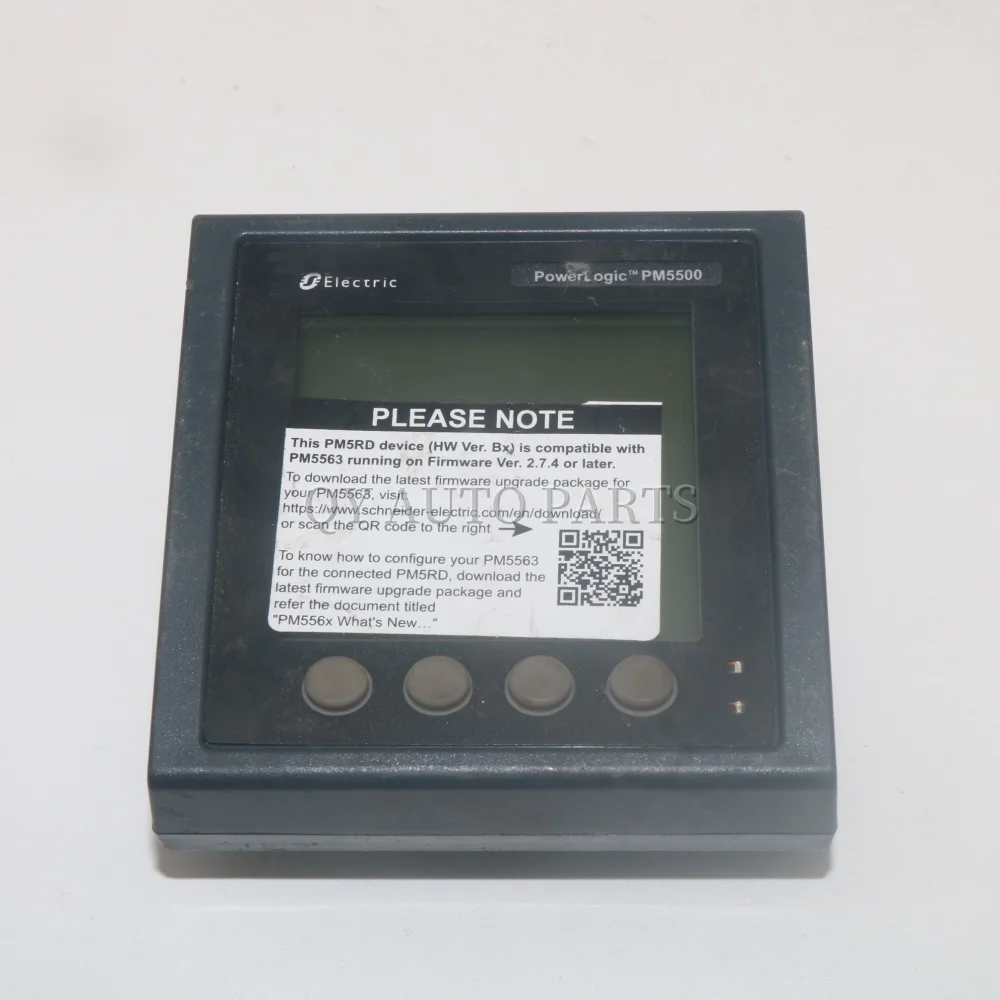 Electric
PowerLogic™ PM5500
PLEASE NOTE
This PM5RD device (HW Ver. Bx) is compatible with
PM5563 running on Firmware Ver. 2.7.4 or later.
To download the latest firmware upgrade package for
your PM5563, visit:
https://www.schneider-electric.com/en/download/
or scan the QR code to the right
QY AUTO PARTS
To know how to configure your PM5563
for the connected PM5RD, download the
latest firmware upgrade package and
refer the document titled
"PM556x What's New..."